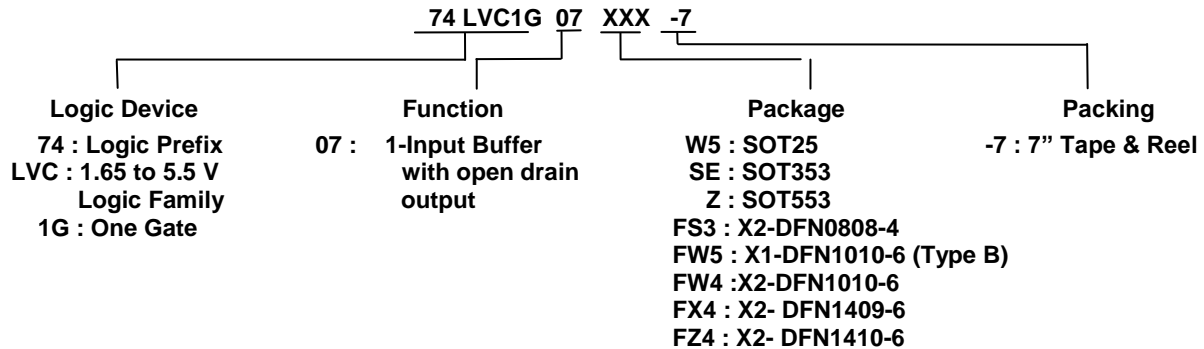 74 LVC1G 07 XXX -7
Logic Device
74 : Logic Prefix
LVC : 1.65 to 5.5 V
Logic Family
1G : One Gate
Function
07 : 1-Input Buffer
with open drain
output
Package
W5 : SOT25
SE : SOT353
Z : SOT553
FS3 : X2-DFN0808-4
FW5 : X1-DFN1010-6 (Type B)
FW4 :X2-DFN1010-6
FX4 : X2- DFN1409-6
FZ4 : X2- DFN1410-6
Packing
-7 : 7” Tape & Reel